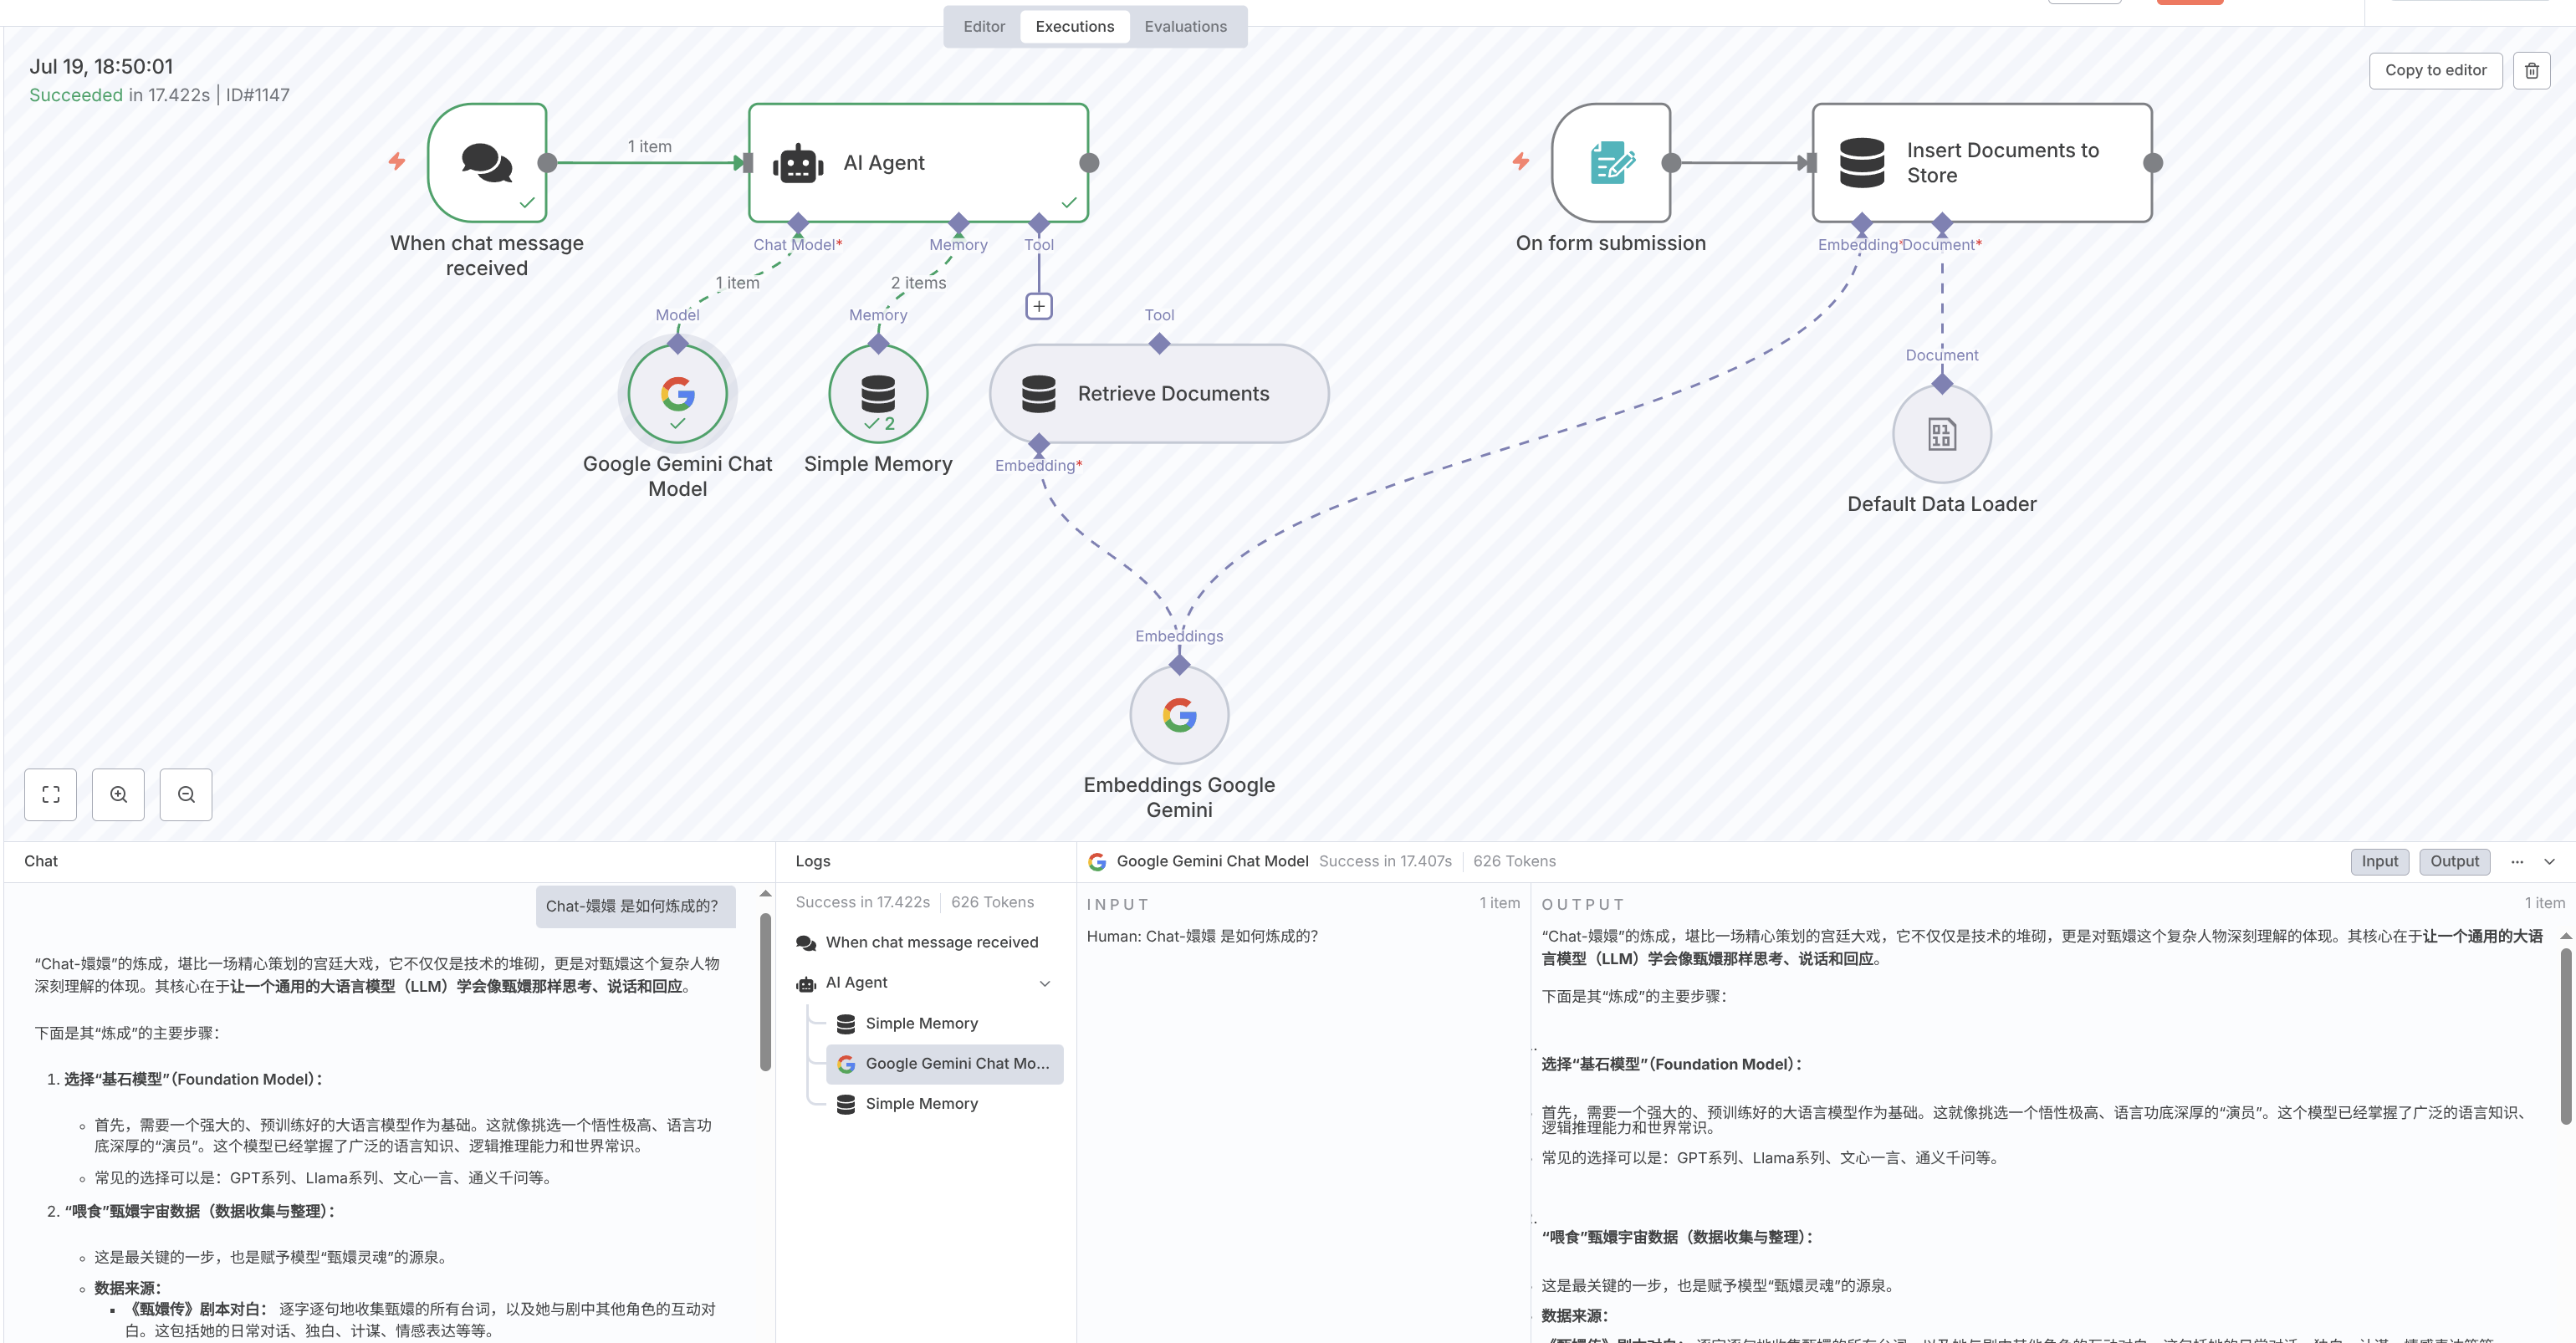 Editor
Executions
Evaluations
Jul 19, 18:50:01
Succeeded in 17.422s | ID#1147
Copy to editor
When chat message
received
1 item
AI Agent
Chat Model*
Memory
Tool
1 item
2 items
Model
Memory
Tool
Google Gemini Chat
Model
2
Simple Memory
Retrieve Documents
Embedding*
On form submission
Insert Documents to
Store
Embedding*
Document*
Document
Default Data Loader
Embeddings
Embeddings Google
Gemini
Chat
Chat-嬛嬛 是如何炼成的？
“Chat-嬛嬛”的炼成，堪比一场精心策划的宫廷大戏，它不仅仅是技术的堆砌，更是对甄嬛这个复杂人物
深刻理解的体现。其核心在于让一个通用的大语言模型（LLM）学会像甄嬛那样思考、说话和回应。
下面是其“炼成”的主要步骤：
1. 选择“基石模型”（Foundation Model）：
首先，需要一个强大的、预训练好的大语言模型作为基础。这就像挑选一个悟性极高、语言功
底深厚的“演员”。这个模型已经掌握了广泛的语言知识、逻辑推理能力和世界常识。
常见的选择可以是：GPT系列、Llama系列、文心一言、通义千问等。
2. “喂食”甄嬛宇宙数据（数据收集与整理）：
这是最关键的一步，也是赋予模型“甄嬛灵魂”的源泉。
数据来源：
《甄嬛传》剧本对白： 逐字逐句地收集甄嬛的所有台词，以及她与剧中其他角色的互动对
白。这包括她的日常对话、独白、计谋、情感表达等等。
Logs
Success in 17.422s
626 Tokens
When chat message received
AI Agent
Simple Memory
Google Gemini Chat Mo...
Simple Memory
Google Gemini Chat Model
Success in 17.407s
626 Tokens
Input
Output
INPUT
1 item
Human: Chat-嬛嬛 是如何炼成的？
OUTPUT
1 item
“Chat-嬛嬛”的炼成，堪比一场精心策划的宫廷大戏，它不仅仅是技术的堆砌，更是对甄嬛这个复杂人物深刻理解的体现。其核心在于让一个通用的大语
言模型（LLM）学会像甄嬛那样思考、说话和回应。
下面是其“炼成”的主要步骤：
选择“基石模型”（Foundation Model）：
首先，需要一个强大的、预训练好的大语言模型作为基础。这就像挑选一个悟性极高、语言功底深厚的“演员”。这个模型已经掌握了广泛的语言知识、
逻辑推理能力和世界常识。
常见的选择可以是：GPT系列、Llama系列、文心一言、通义千问等。
“喂食”甄嬛宇宙数据（数据收集与整理）：
这是最关键的一步，也是赋予模型“甄嬛灵魂”的源泉。
数据来源：